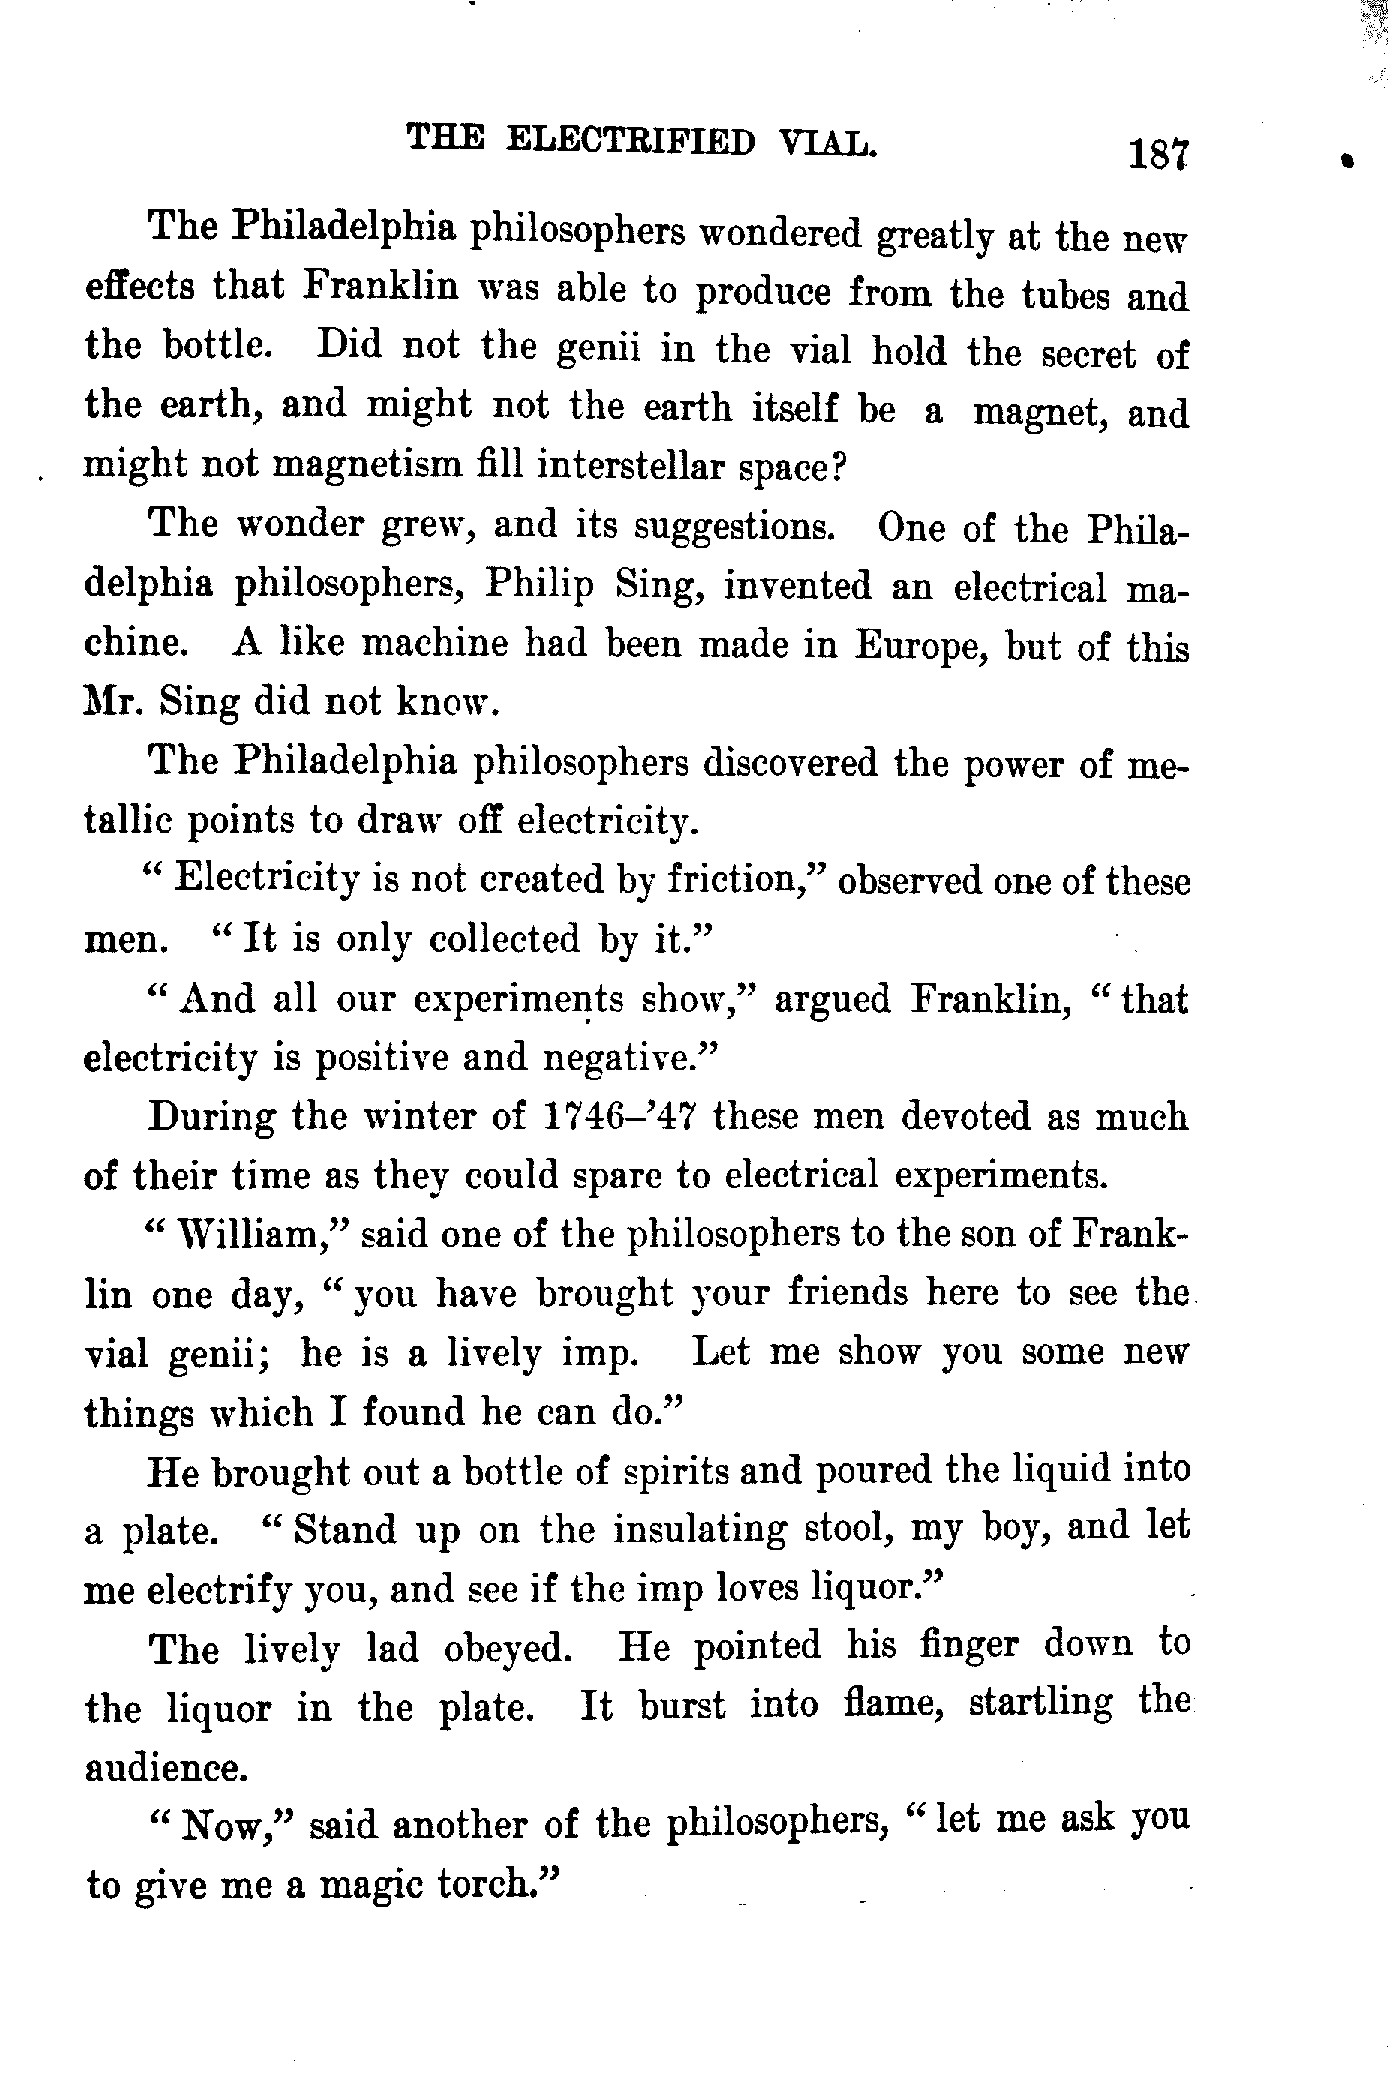 THE ELECTRIFIED VIAL.
187
The Philadelphia philosophers wondered greatly at the new
effects that Franklin was able to produce from the tubes and
the bottle. Did not the genii in the vial hold the secret of
the earth, and might not the earth itself be a magnet, and
might not magnetism fill interstellar space?
The wonder grew, and its suggestions. One of the Phila-
delphia philosophers, Philip Sing, invented an electrical ma-
chine. A like machine had been made in Europe, but of this
Mr. Sing did not know.
The Philadelphia philosophers discovered the power of me-
tallic points to draw off electricity.
“ Electricity is not created by friction,” observed one of these
men. “ It is only collected by it.”
“ And all our experiments show,” argued Franklin, “ that
electricity is positive and negative.”
During the winter of 1746–’47 these men devoted as much
of their time as they could spare to electrical experiments.
“ William,” said one of the philosophers to the son of Frank-
lin one day, “ you have brought your friends here to see the
vial genii; he is a lively imp. Let me show you some new
things which I found he can do.”
He brought out a bottle of spirits and poured the liquid into
a plate. “ Stand up on the insulating stool, my boy, and let
me electrify you, and see if the imp loves liquor.”
The lively lad obeyed. He pointed his finger down to
the liquor in the plate. It burst into flame, startling the
audience.
“ Now,” said another of the philosophers, “ let me ask you
to give me a magic torch.”